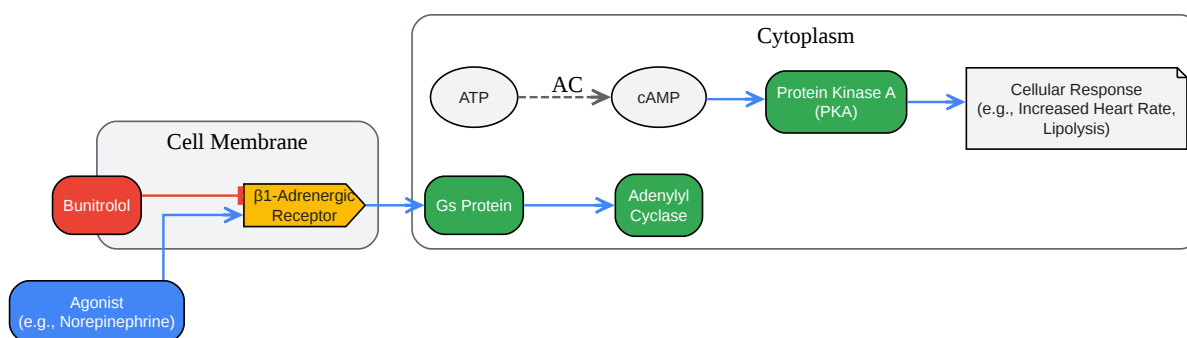 Cytoplasm
ATP
AC
cAMP
Protein Kinase A
(PKA)
Cellular Response
(e.g., Increased Heart Rate,
Lipolysis)
Cell Membrane
Bunitrolol
β1-Adrenergic
Receptor
Gs Protein
Adenylyl
Cyclase
Agonist
(e.g., Norepinephrine)